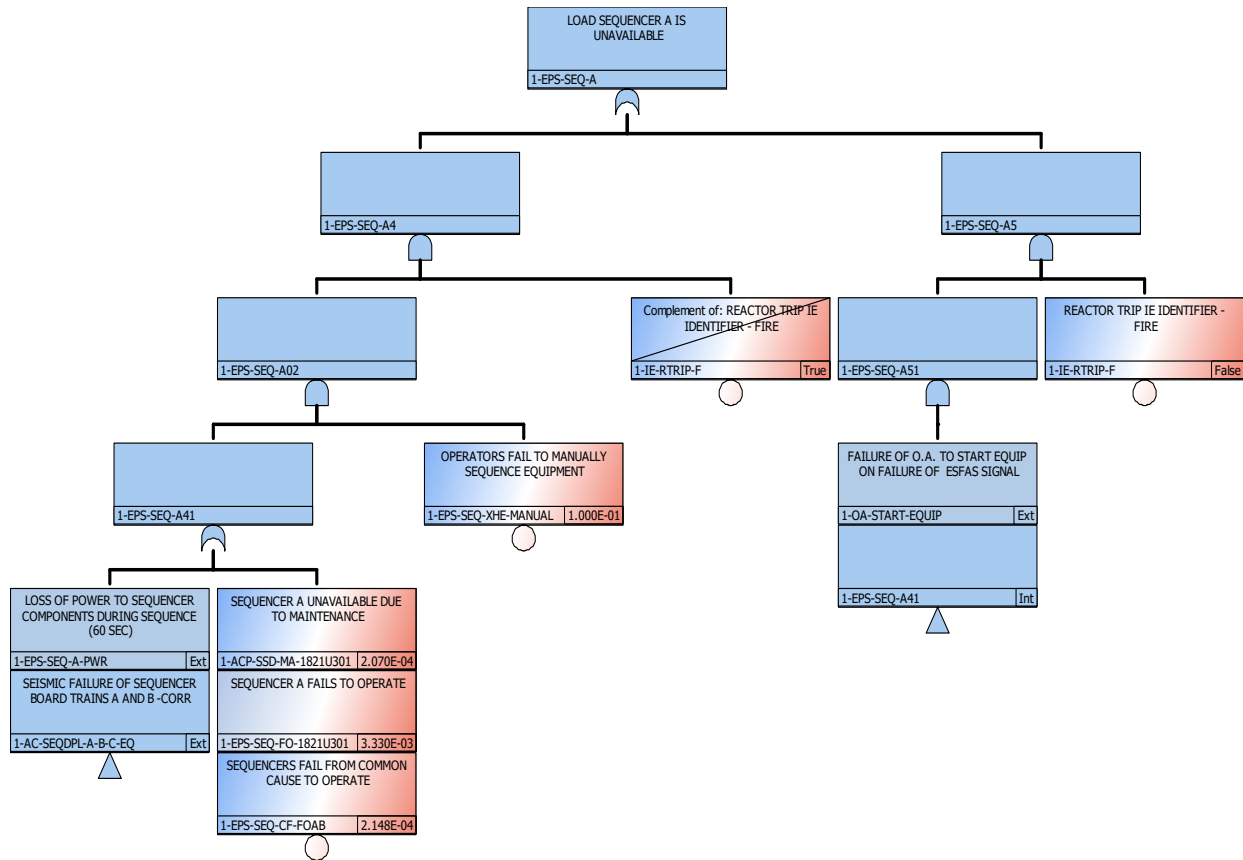 LOAD SEQUENCER A IS
UNAVAILABLE
1-EPS-SEQ-A
1-EPS-SEQ-A4
1-EPS-SEQ-A5
1-EPS-SEQ-A02
Complement of: REACTOR TRIP IE
IDENTIFIER - FIRE
1-IE-RTRIP-F True
1-EPS-SEQ-A51
REACTOR TRIP IE IDENTIFIER -
FIRE
1-IE-RTRIP-F False
1-EPS-SEQ-A41
OPERATORS FAIL TO MANUALLY
SEQUENCE EQUIPMENT
1-EPS-SEQ-XHE-MANUAL 1.000E-01
FAILURE OF O.A. TO START EQUIP
ON FAILURE OF ESFAS SIGNAL
1-OA-START-EQUIP Ext
1-EPS-SEQ-A41 Int
LOSS OF POWER TO SEQUENCER
COMPONENTS DURING SEQUENCE
(60 SEC)
1-EPS-SEQ-A-PWR Ext
SEISMIC FAILURE OF SEQUENCER
BOARD TRAINS A AND B -CORR
1-AC-SEQDPL-A-B-C-EQ Ext
SEQUENCER A UNAVAILABLE DUE
TO MAINTENANCE
1-ACP-SSD-MA-1821U301 2.070E-04
SEQUENCER A FAILS TO OPERATE
1-EPS-SEQ-FO-1821U301 3.330E-03
SEQUENCERS FAIL FROM COMMON
CAUSE TO OPERATE
1-EPS-SEQ-CF-FOAB 2.148E-04